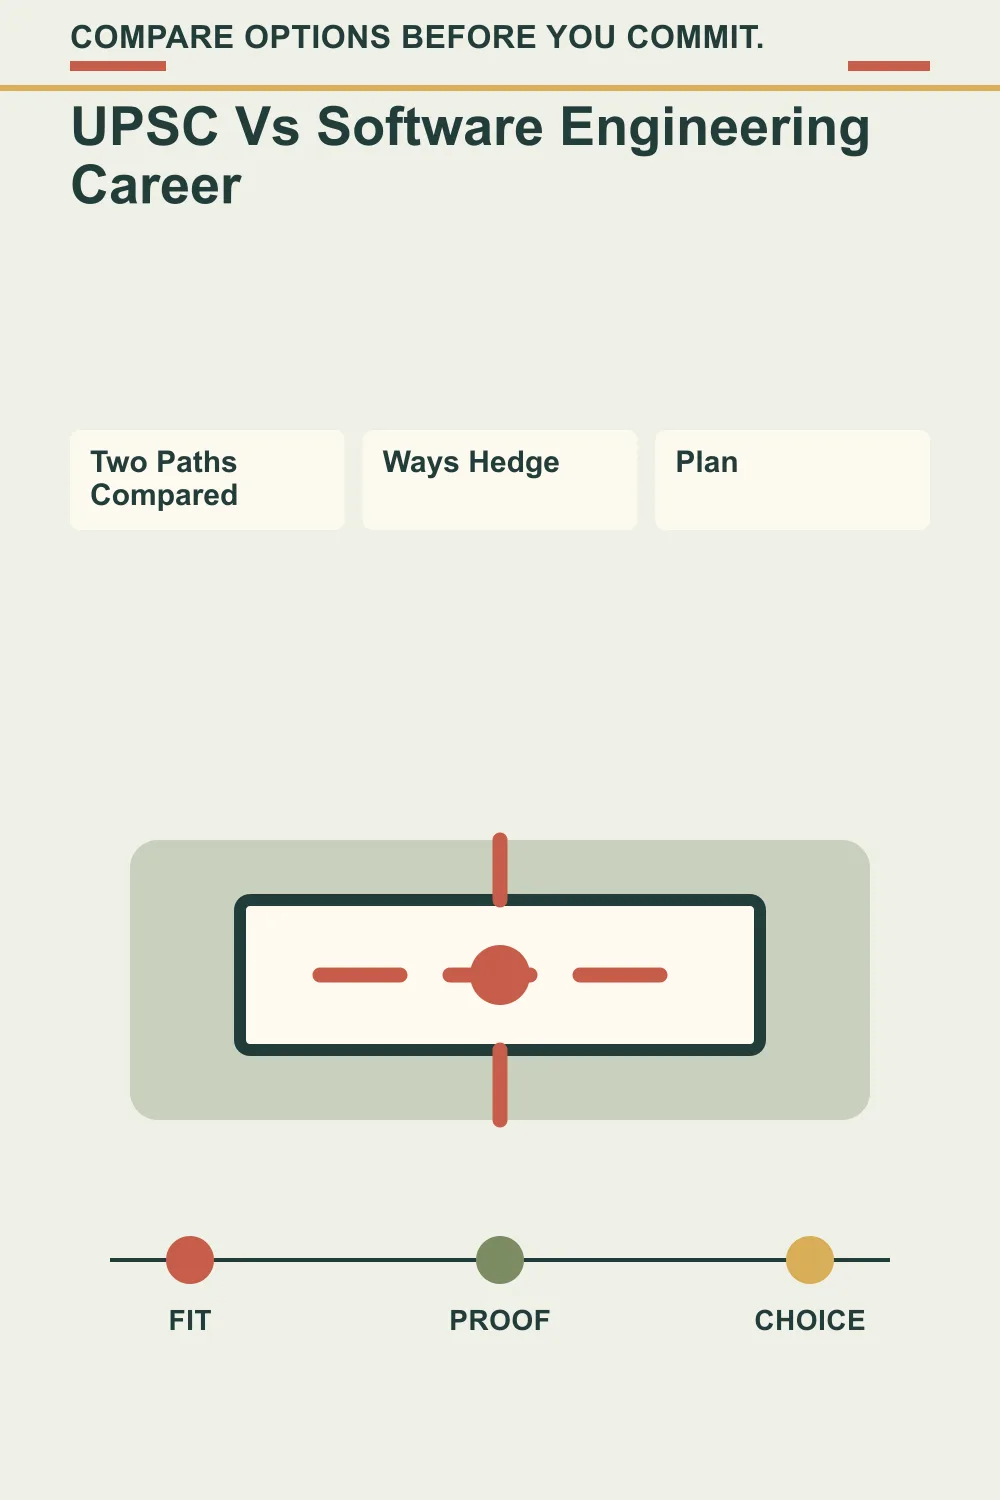 COMPARE OPTIONS BEFORE YOU COMMIT.
UPSC Vs Software Engineering
Career
Two Paths
Compared
Ways Hedge
Plan
FIT
PROOF
CHOICE